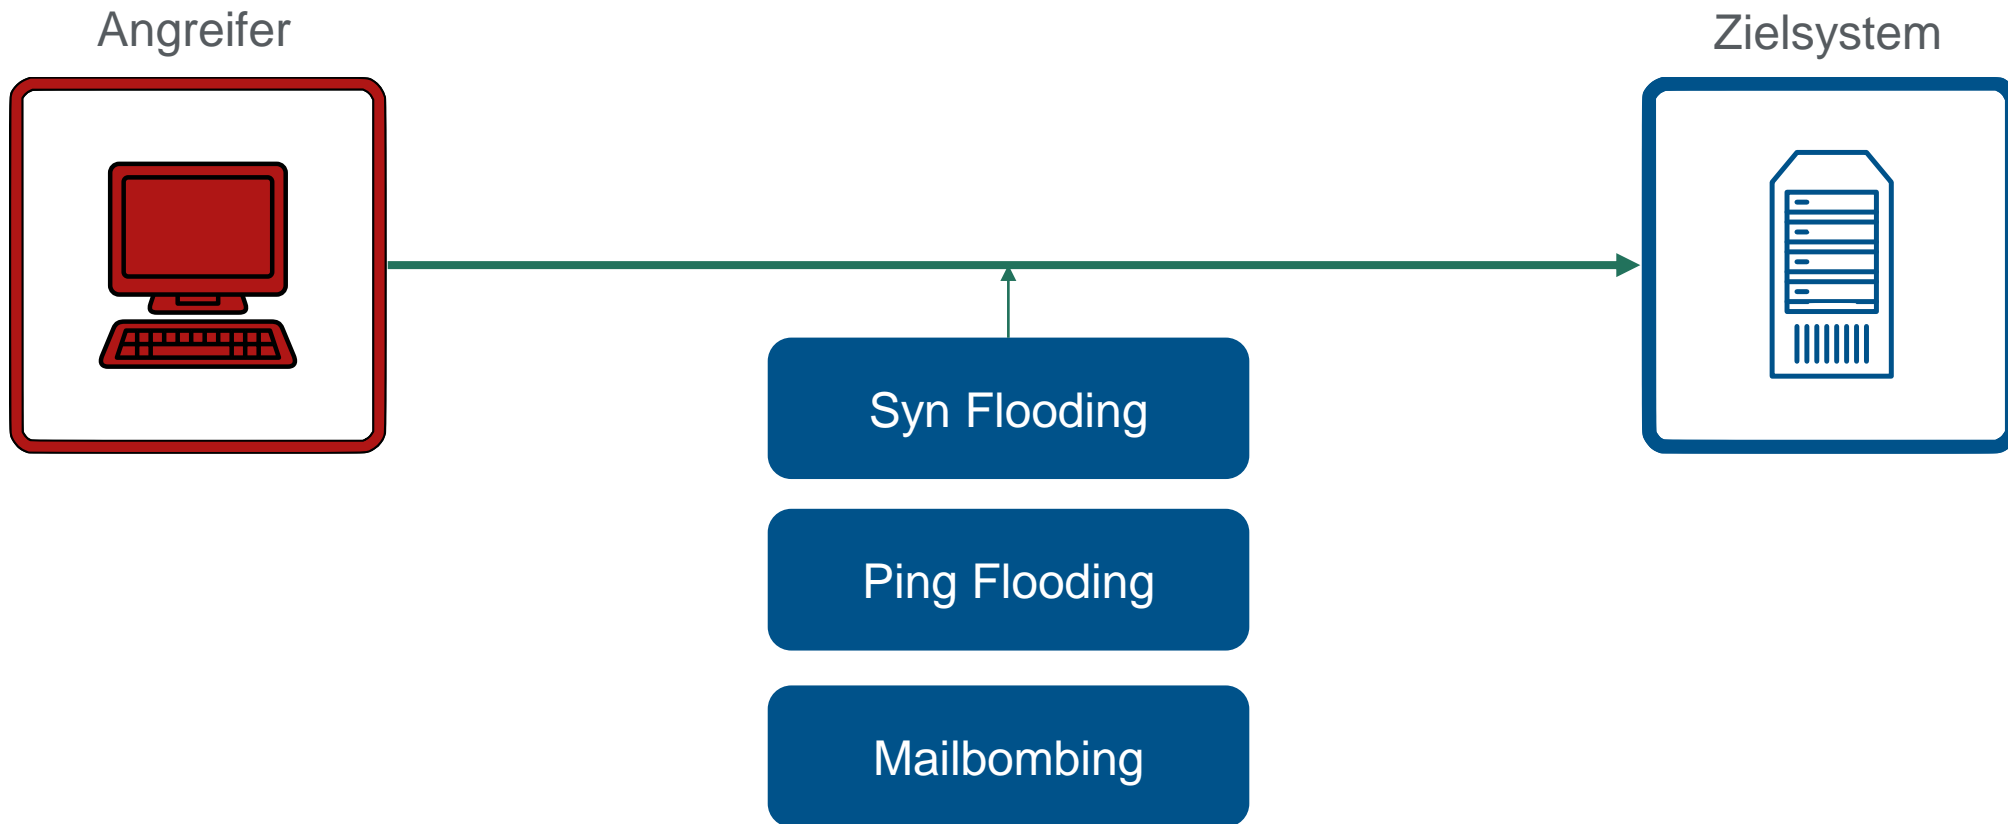 Angreifer
Zielsystem
Syn Flooding
Ping Flooding
Mailbombing